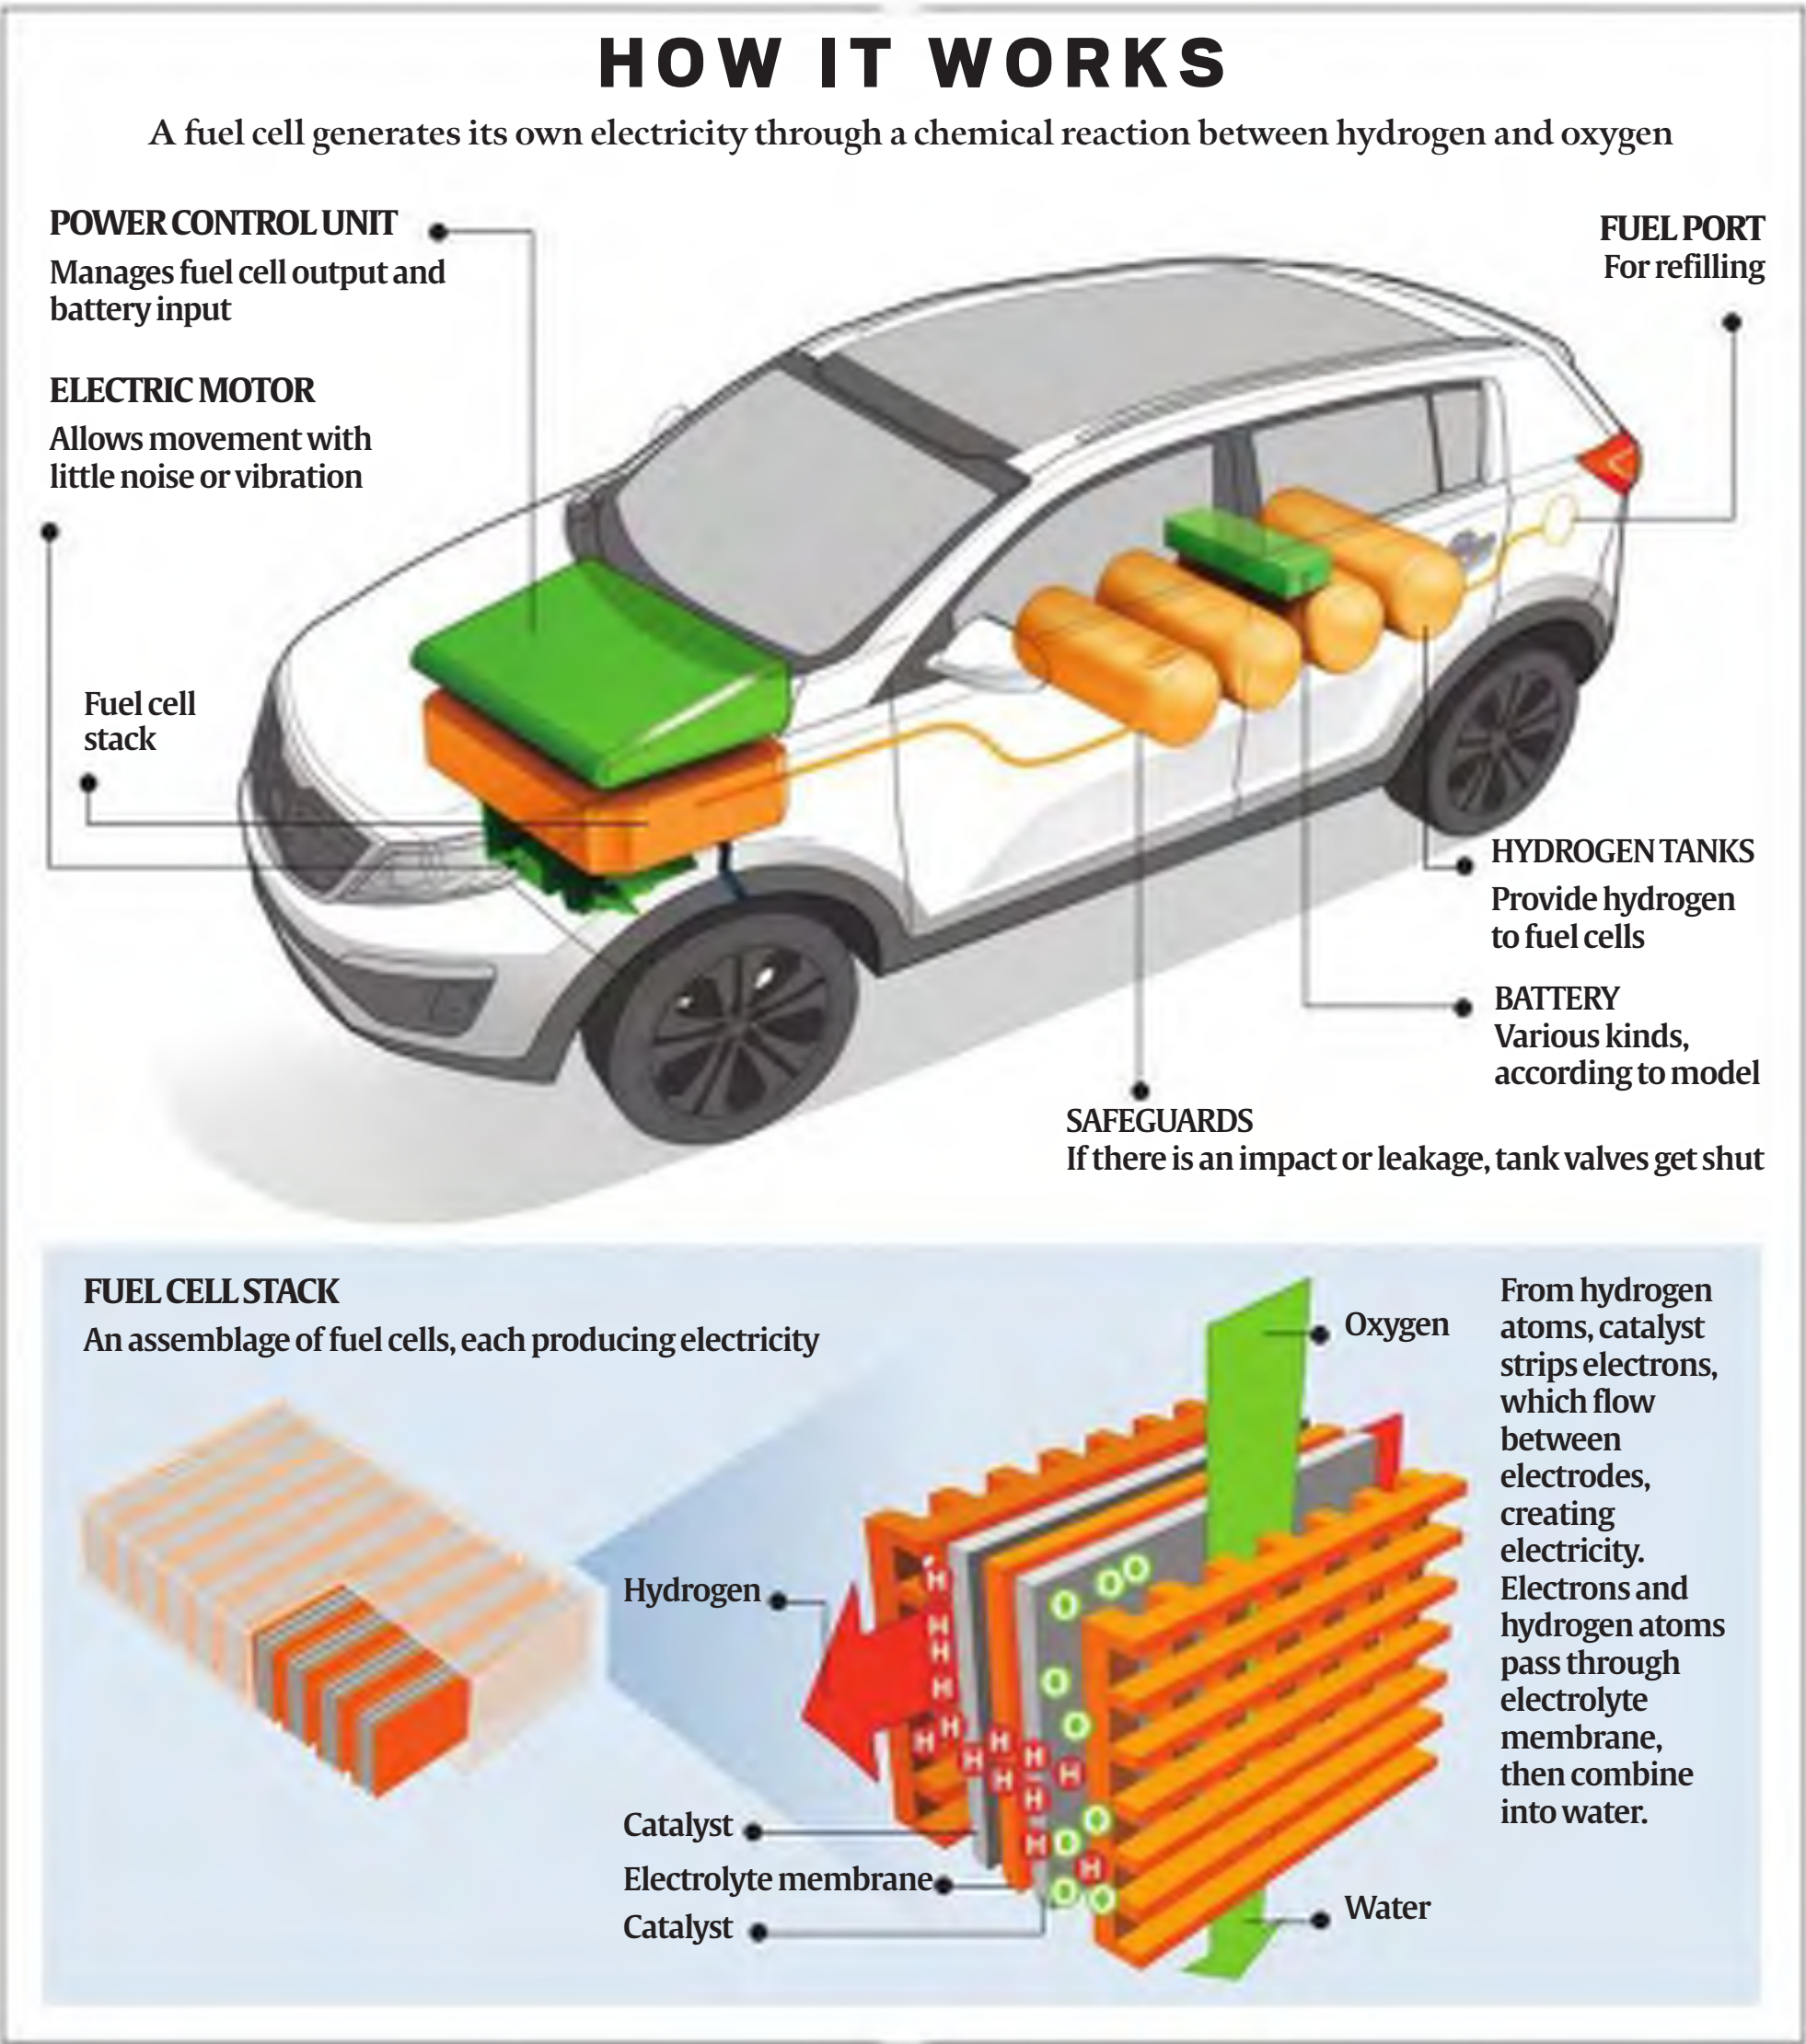 HOW IT WORKS
A fuel cell generates its own electricity through a chemical reaction between hydrogen and oxygen
POWER CONTROL UNIT
Manages fuel cell output and
battery input
FUEL PORT
For refilling
ELECTRIC MOTOR
Allows movement with
little noise or vibration
Fuel cell
stack
HYDROGEN TANKS
Provide hydrogen
to fuel cells
BATTERY
Various kinds,
according to model
SAFEGUARDS
If there is an impact or leakage, tank valves get shut
FUEL CELL STACK
An assemblage of fuel cells, each producing electricity
Oxygen
Hydrogen
H
H
H
H
H
H
H
H
H
H
H
H
H
H
O
O
O
O
O
O
O
O
O
Catalyst
Electrolyte membrane
Catalyst
Water
From hydrogen
atoms, catalyst
strips electrons,
which flow
between
electrodes,
creating
electricity.
Electrons and
hydrogen atoms
pass through
electrolyte
membrane,
then combine
into water.